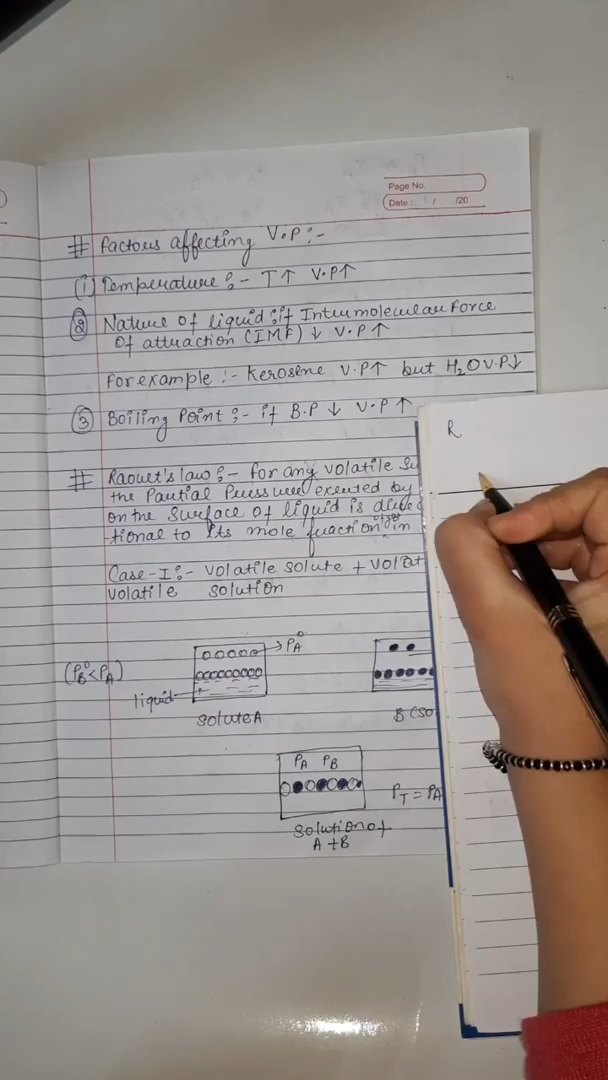 Page No.
Date : / /20
# Factors affecting V.P :-
(i) Temperature :- T↑ V.P↑
② Nature of liquid :- if Intermolecular Force
Of attraction (IMF) ↓ V.P ↑
For example :- Kerosene V.P↑ but H₂O V.P↓
③ Boiling Point :- if B.P ↓ V.P ↑
R
# Raoult's law :- for any volatile
the Partial Pressure exerted by
on the surface of liquid is
tional to its mole fraction in
Case-I :- volatile solute +
volatile solution
(P°B < P°A)
P°A
liquid
solute A
B
PA PB
PT = PA
solution of
A + B